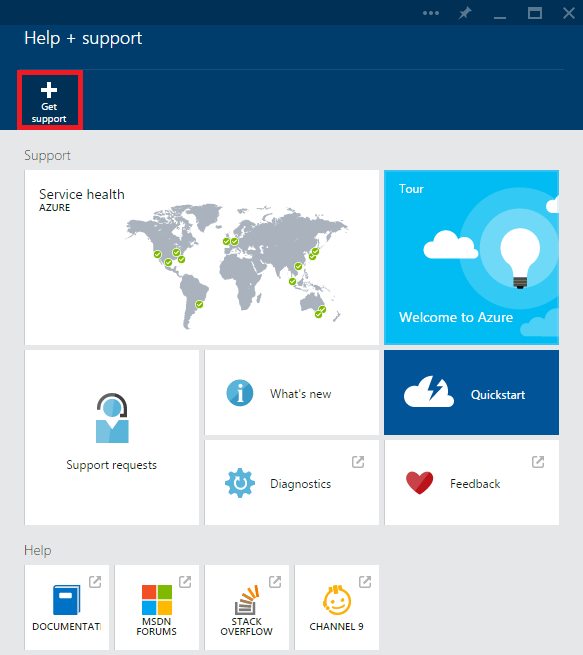 Help + support
Get
support
Support
Service health
AZURE
Tour
Welcome to Azure
Support requests
What's new
Quickstart
Diagnostics
Feedback
Help
DOCUMENTATI
MSDN
FORUMS
STACK
OVERFLOW
CHANNEL 9